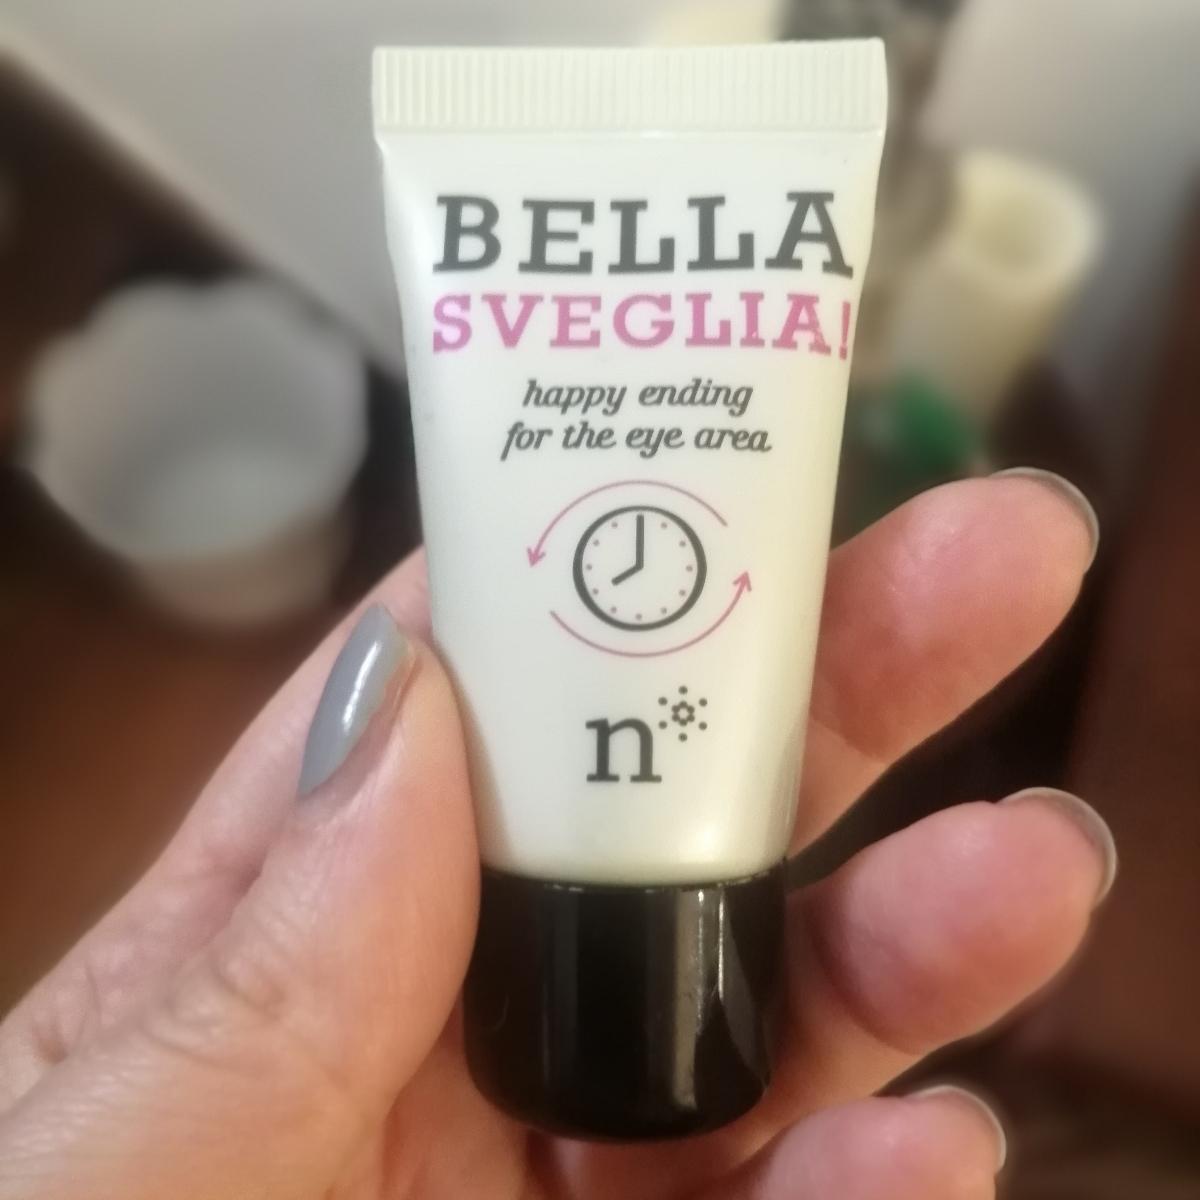 BELLA
SVEGLIA!
happy ending
for the eye area
n